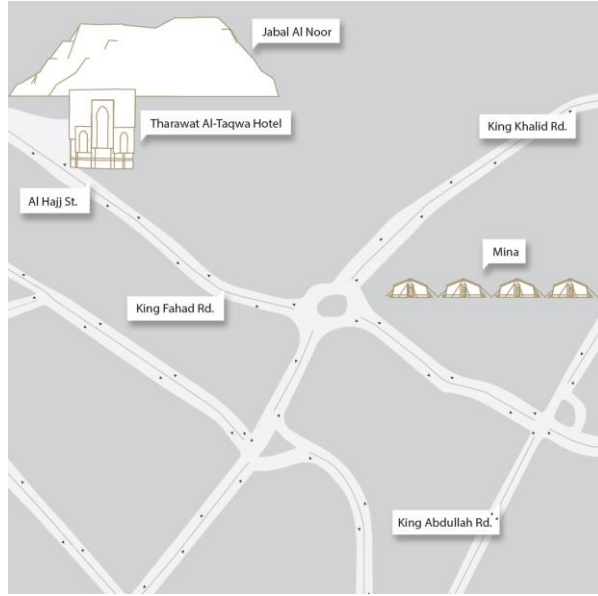 Jabal Al Noor
Tharawat Al-Taqwa Hotel
King Khalid Rd.
Al Hajj St.
Mina
King Fahad Rd.
King Abdullah Rd.